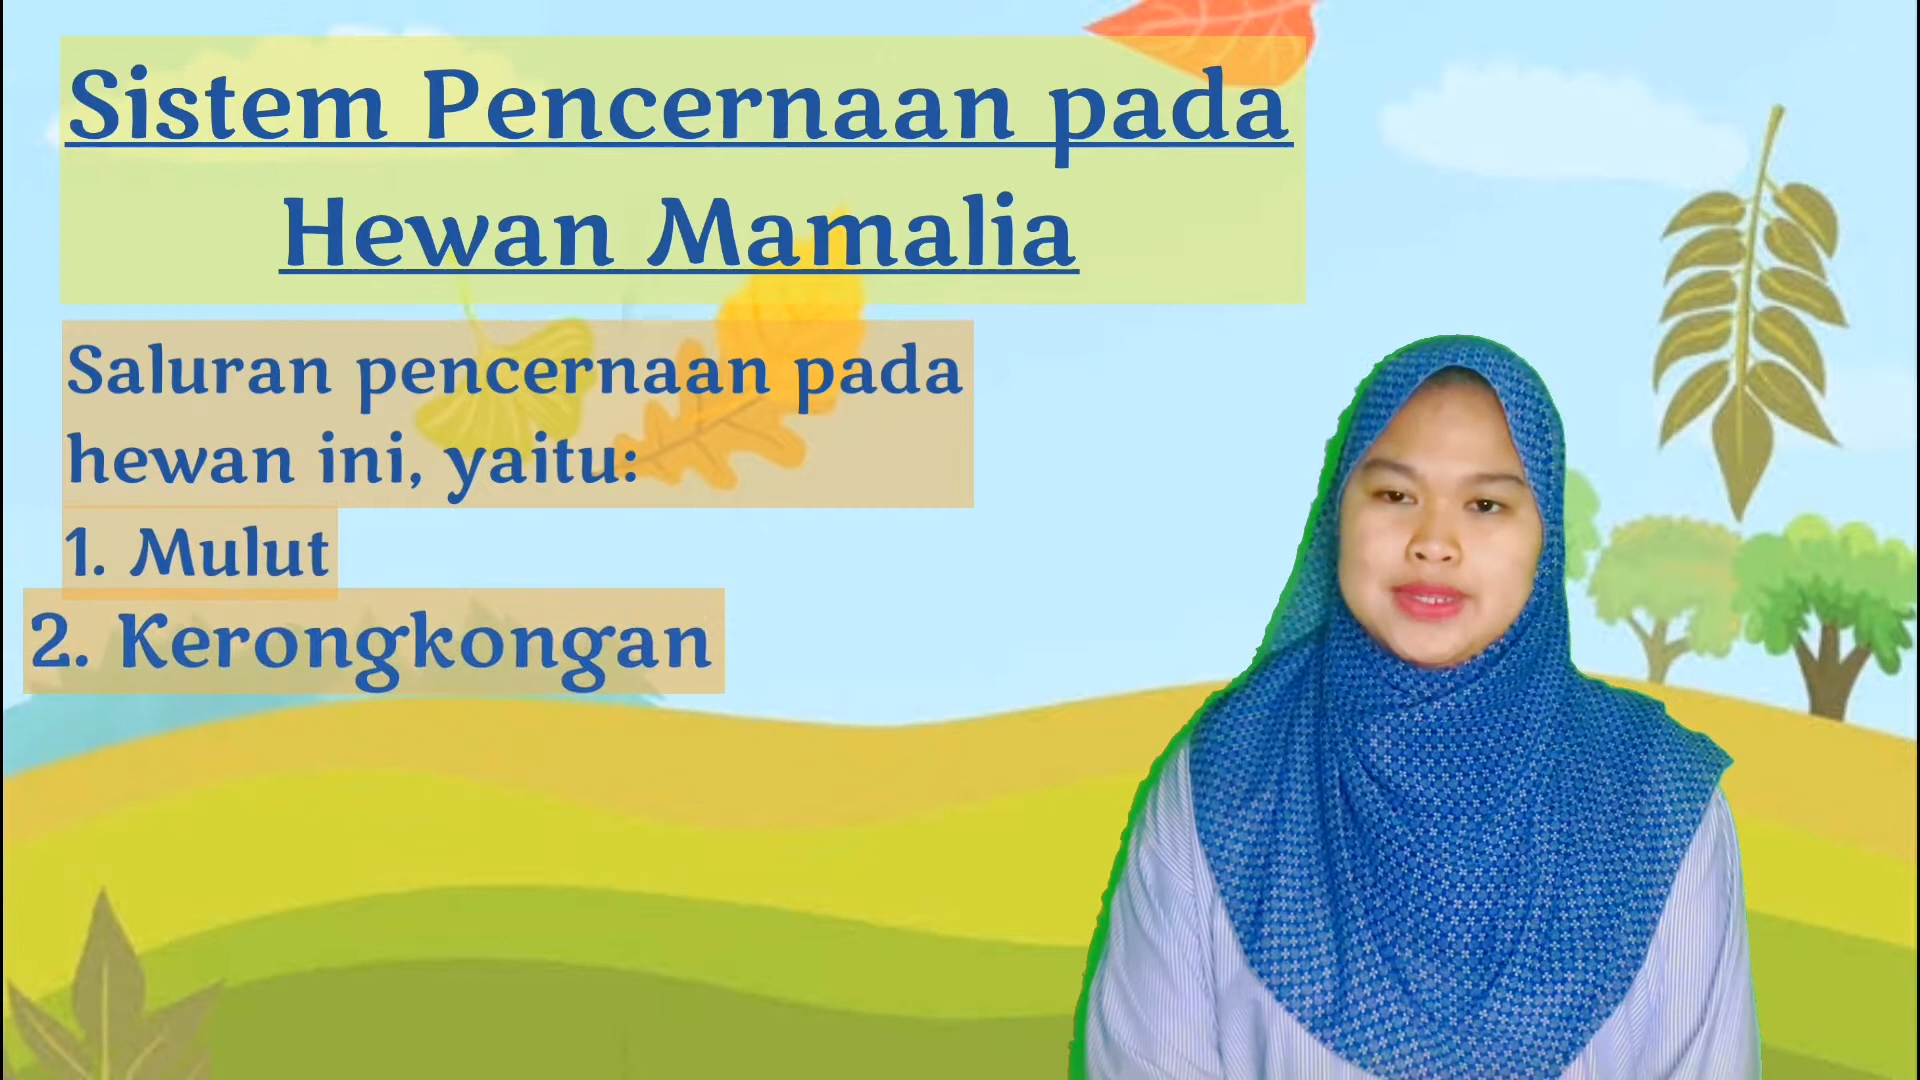 Sistem Pencernaan pada
Hewan Mamalia
Saluran pencernaan pada
hewan ini, yaitu:
1. Mulut
2. Kerongkongan